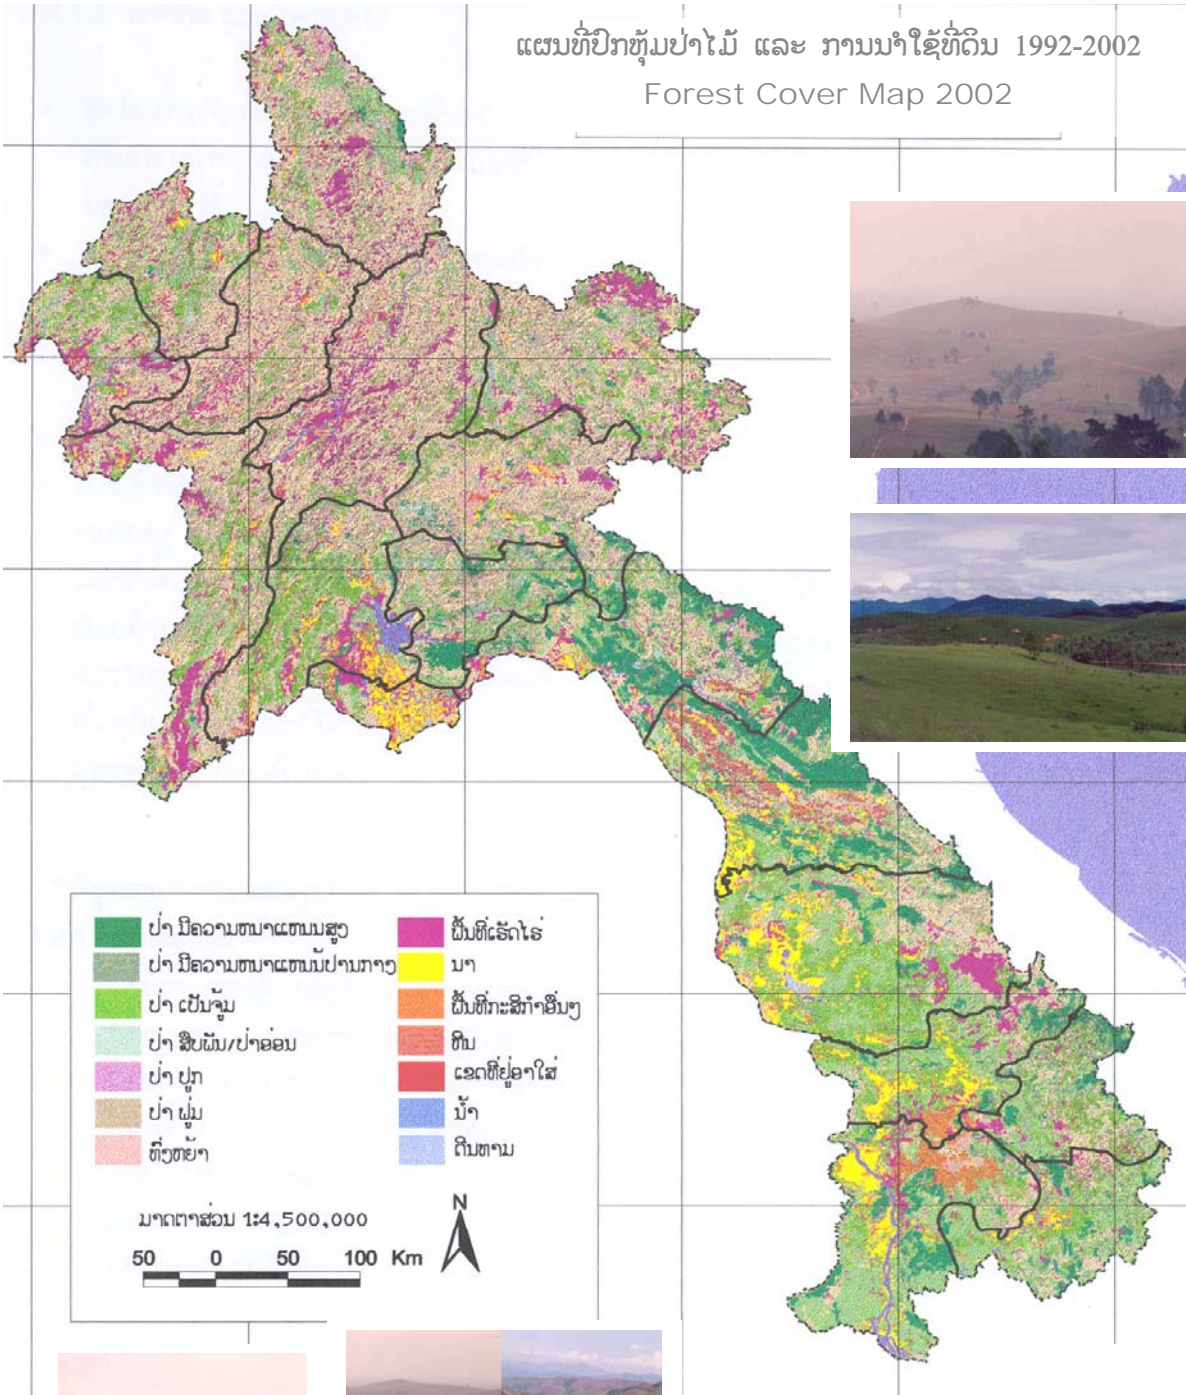 ແຜນທີ່ປົກຫຸ້ມປ່າໄມ້ ແລະ ການນຳໃຊ້ທີ່ດິນ 1992-2002
Forest Cover Map 2002
ປ່າ ມີຄວາມຫນາແຫນນສູງ
ປ່າ ມີຄວາມຫນາແຫນນ້ປານກາງ
ປ່າ ເປັນຈູ້ມ
ປ່າ ສືບພັນ/ປ່າອ່ອນ
ປ່າ ປູກ
ປ່າ ຟູ່ມ
ທົ່ງຫຍ້າ
ພື້ນທີ່ເຮັດໄຮ່
ນາ
ພື້ນທີ່ກະສິກຳອື່ນໆ
ຫີນ
ເຂດທີ່ຢູ່ອາໃສ່
ນ້ຳ
ດິນທາມ
ມາດຕາສ່ວນ 1:4,500,000
N
50 0 50 100 Km